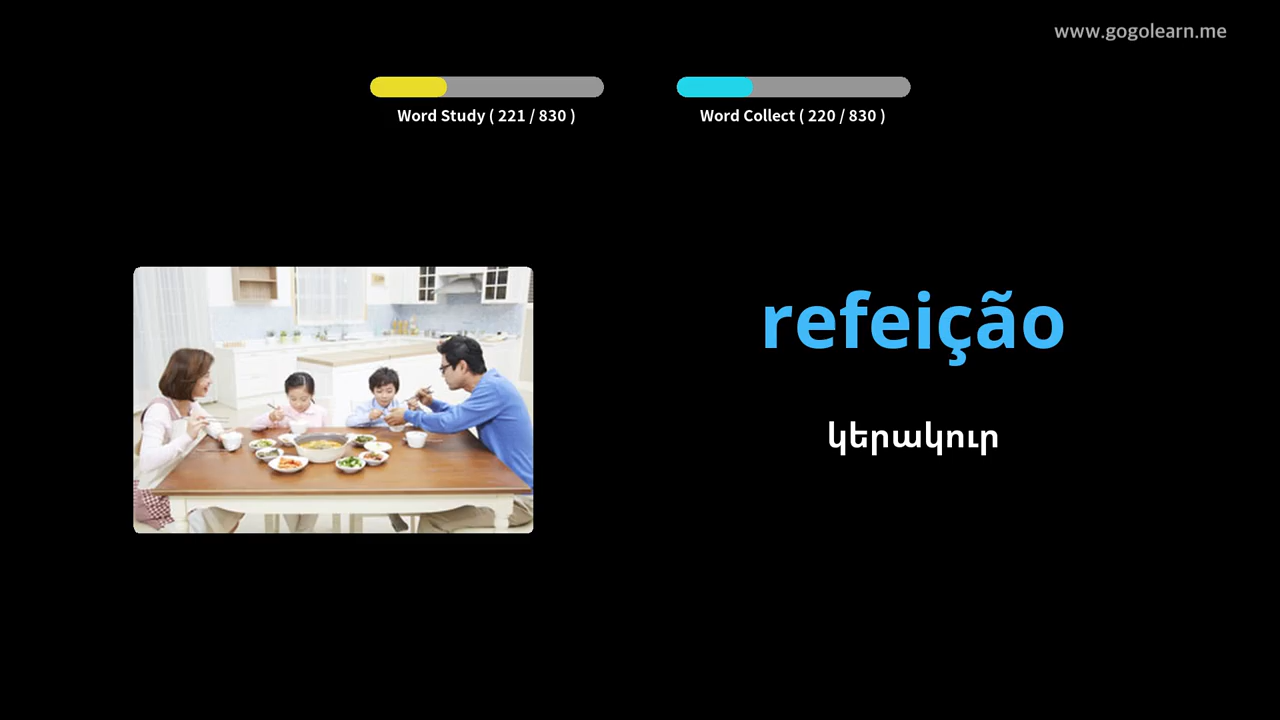 www.gogolearn.me
Word Study ( 221 / 830 )
Word Collect ( 220 / 830 )
refeição
կերակուր